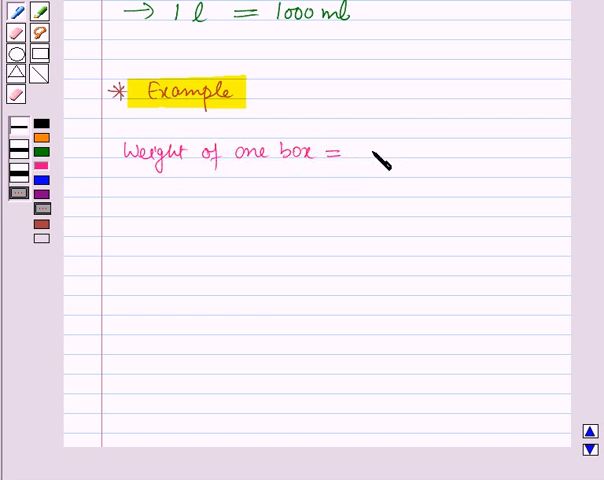 → 1 l = 1000 ml
* Example
Weight of one box =